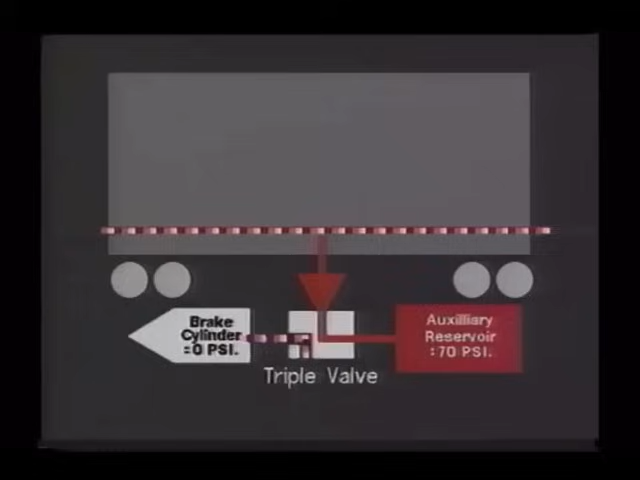 Brake
Cylinder
:0 PSI.
Auxilliary
Reservoir
:70 PSI.
Triple Valve